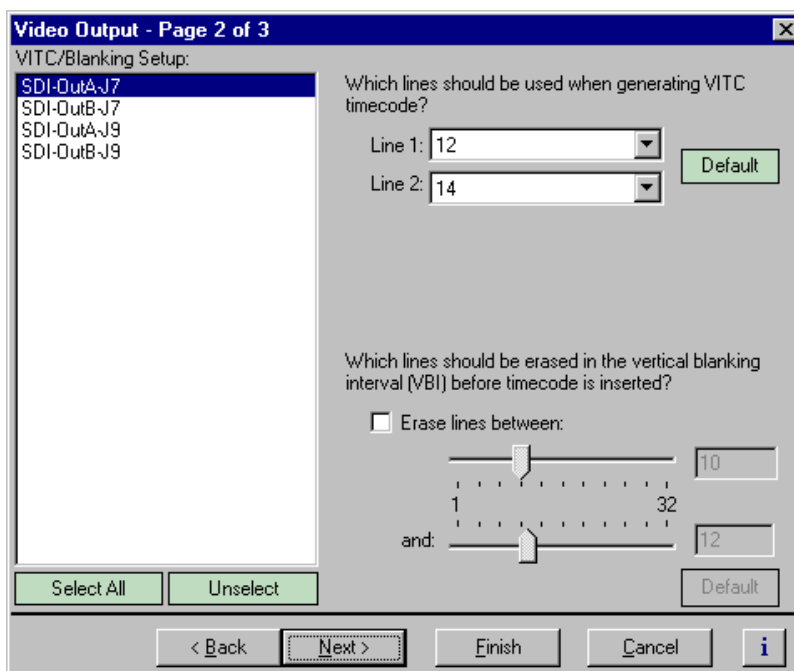 Video Output - Page 2 of 3
VITC/Blanking Setup:
SDI-OutA-J7
SDI-OutB-J7
SDI-OutA-J9
SDI-OutB-J9
Select All
Unselect
Which lines should be used when generating VITC
timecode?
Line 1: 12
Line 2: 14
Default
Which lines should be erased in the vertical blanking
interval (VBI) before timecode is inserted?
Erase lines between:
10
1 32
and: 12
Default
< Back
Next >
Finish
Cancel
i